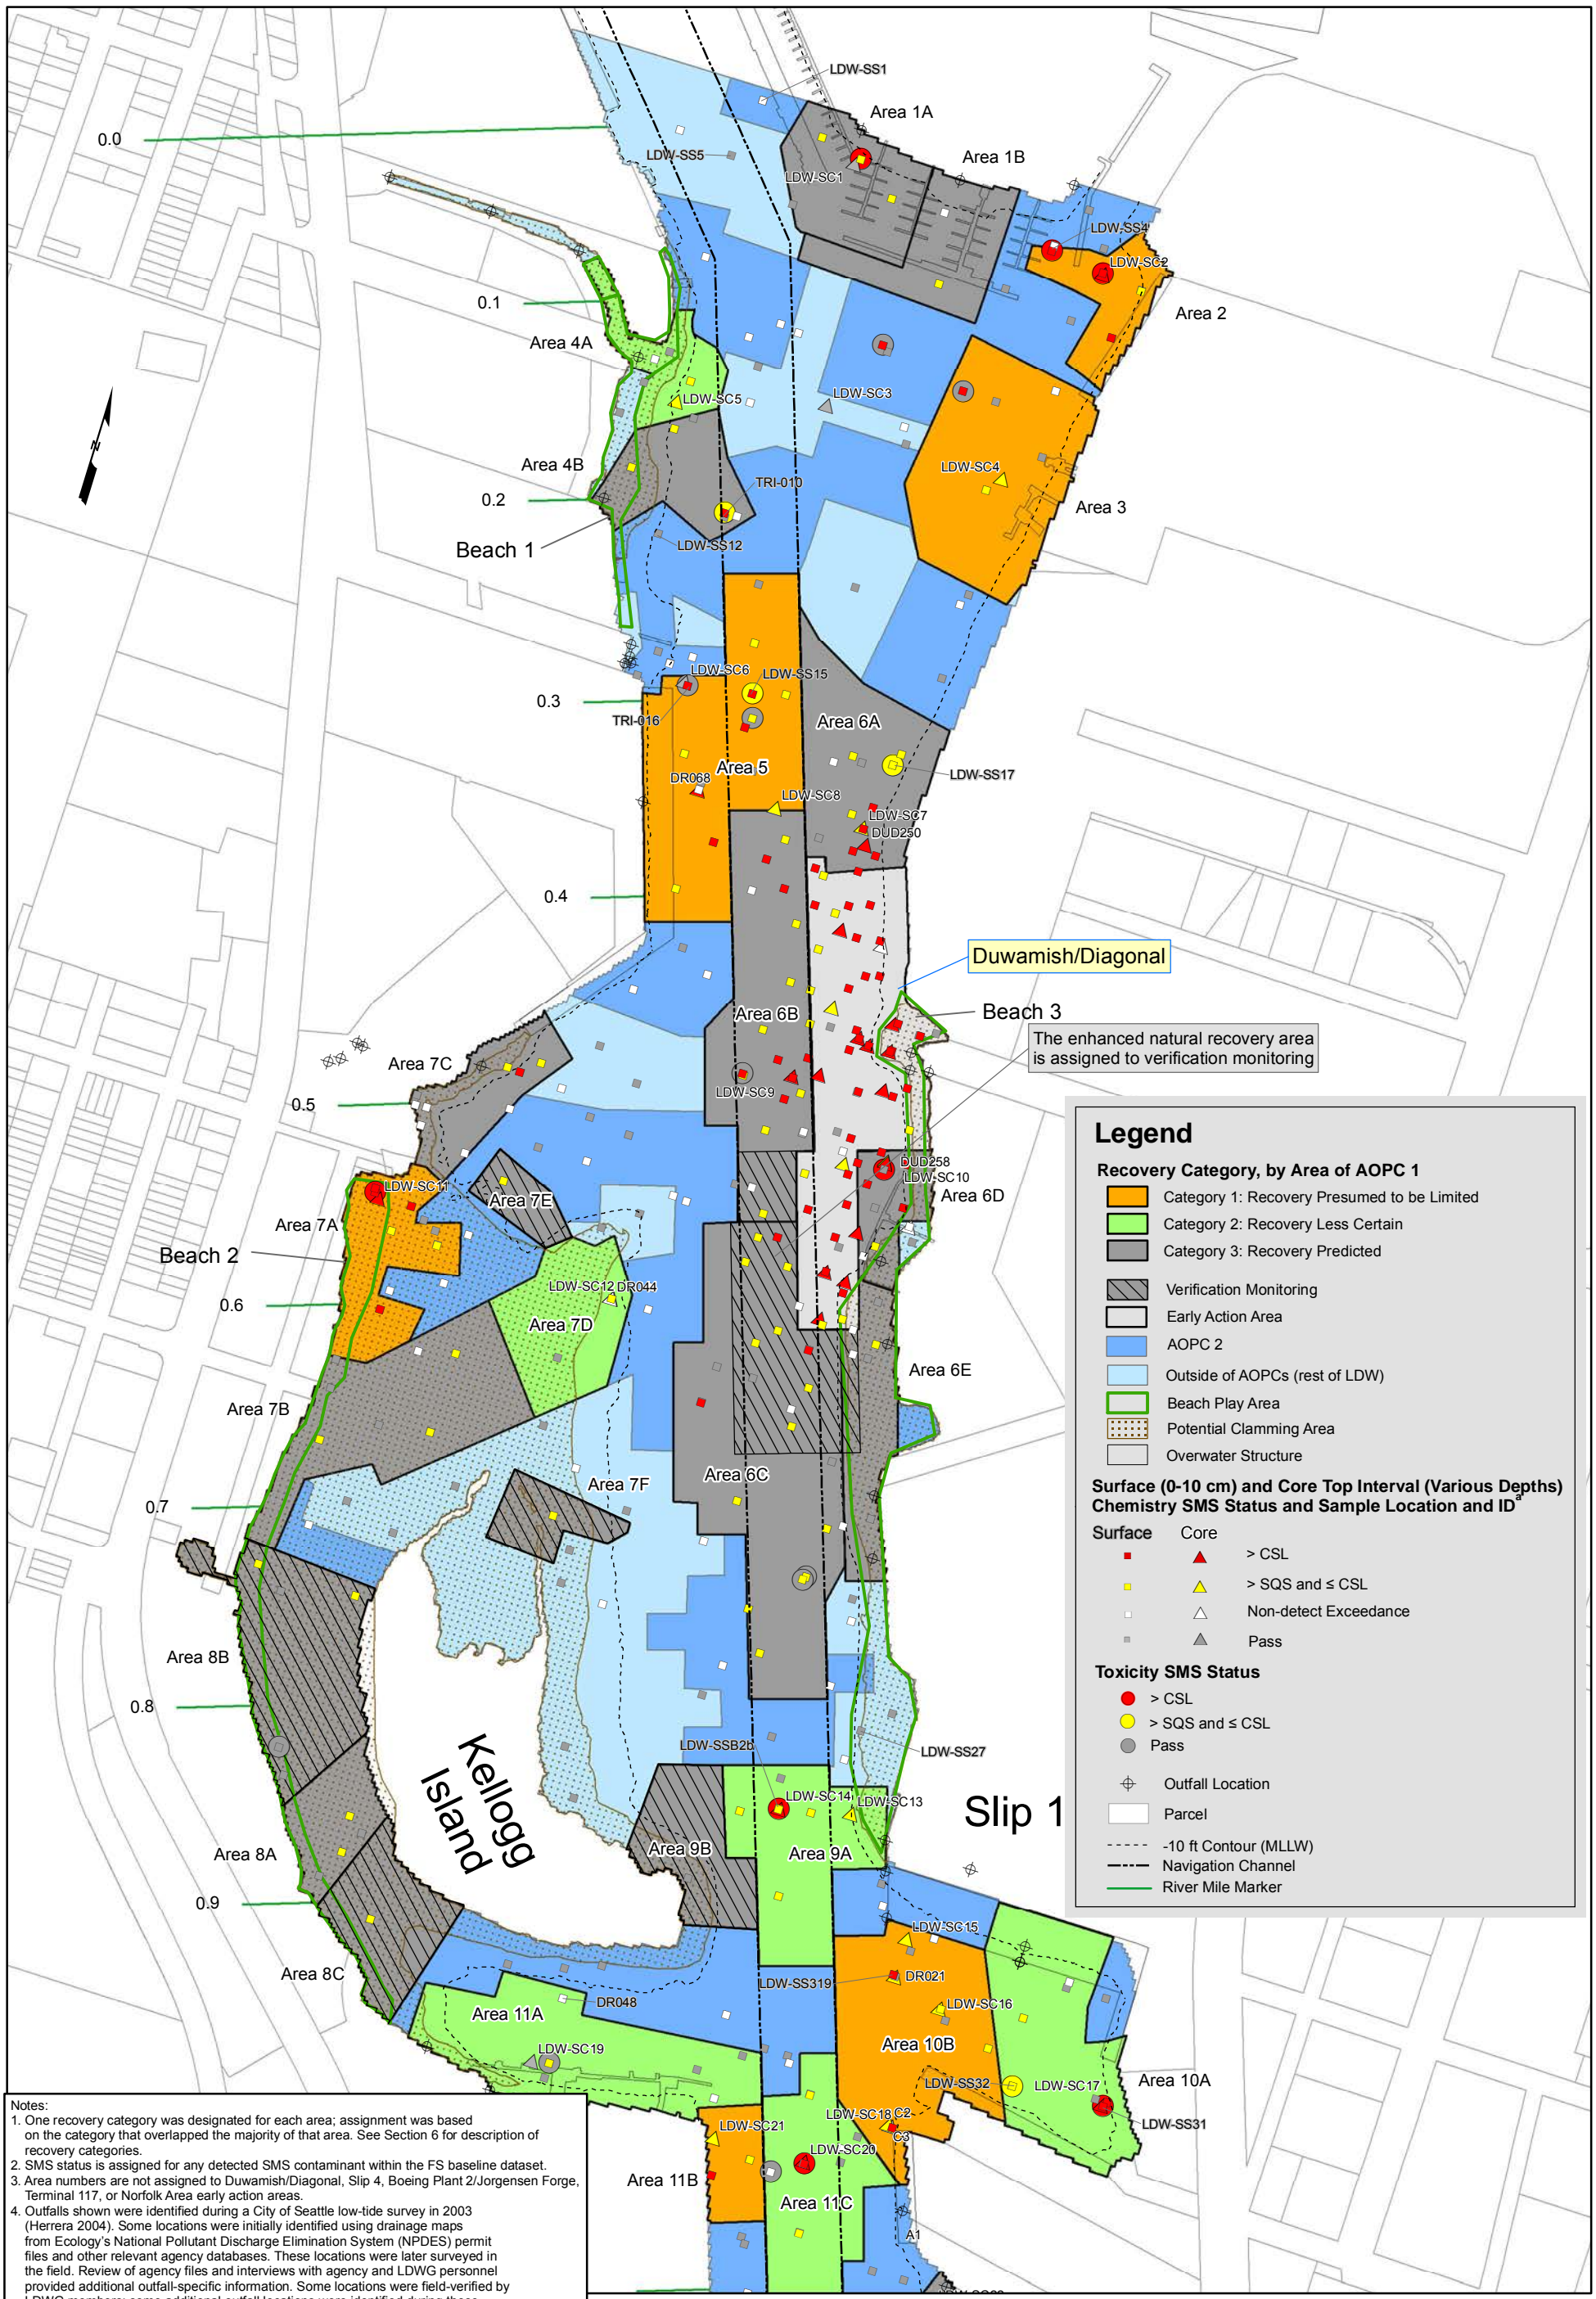 LDW-SS1
Area 1A
0.0
LDW-SS5
Area 1B
LDW-SC1
LDW-SS4
LDW-SC2
0.1
Area 2
Area 4A
LDW-SC5
LDW-SC3
N
Area 4B
LDW-SC4
0.2
TRI-010
Area 3
Beach 1
LDW-SS12
LDW-SC6
LDW-SS15
0.3
TRI-016
Area 6A
Area 5
LDW-SS17
DR068
LDW-SC8
LDW-SC7
DUD250
0.4
Duwamish/Diagonal
Area 6B
Beach 3
The enhanced natural recovery area
is assigned to verification monitoring
Area 7C
LDW-SC9
0.5
DUD258
LDW-SC10
LDW-SC11
Area 7E
Area 6D
Area 7A
Beach 2
LDW-SC12
DR044
0.6
Area 7D
Area 6E
Area 7B
Area 6C
Area 7F
0.7
Area 8B
0.8
Kellogg
Island
LDW-SSB2b
LDW-SS27
LDW-SC14
LDW-SC13
Slip 1
Area 9B
Area 9A
Area 8A
0.9
LDW-SC15
Area 8C
LDW-SS319
DR021
DR048
Area 11A
LDW-SC16
Area 10B
LDW-SC19
LDW-SS32
LDW-SC17
Area 10A
LDW-SS31
LDW-SC18
C2
C3
LDW-SC21
LDW-SC20
Area 11B
Area 11C
A1
Legend
Recovery Category, by Area of AOPC 1
Category 1: Recovery Presumed to be Limited
Category 2: Recovery Less Certain
Category 3: Recovery Predicted
Verification Monitoring
Early Action Area
AOPC 2
Outside of AOPCs (rest of LDW)
Beach Play Area
Potential Clamming Area
Overwater Structure
Surface (0-10 cm) and Core Top Interval (Various Depths)
Chemistry SMS Status and Sample Location and ID a
Surface Core
> CSL
> SQS and ≤ CSL
Non-detect Exceedance
Pass
Toxicity SMS Status
> CSL
> SQS and ≤ CSL
Pass
Outfall Location
Parcel
-10 ft Contour (MLLW)
Navigation Channel
River Mile Marker
Notes:
1. One recovery category was designated for each area; assignment was based
on the category that overlapped the majority of that area. See Section 6 for description of
recovery categories.
2. SMS status is assigned for any detected SMS contaminant within the FS baseline dataset.
3. Area numbers are not assigned to Duwamish/Diagonal, Slip 4, Boeing Plant 2/Jorgensen Forge,
Terminal 117, or Norfolk Area early action areas.
4. Outfalls shown were identified during a City of Seattle low-tide survey in 2003
(Herrera 2004). Some locations were initially identified using drainage maps
from Ecology's National Pollutant Discharge Elimination System (NPDES) permit
files and other relevant agency databases. These locations were later surveyed in
the field. Review of agency files and interviews with agency and LDWG personnel
provided additional outfall-specific information. Some locations were field-verified by
LDWG members; some additional outfall locations were identified during these